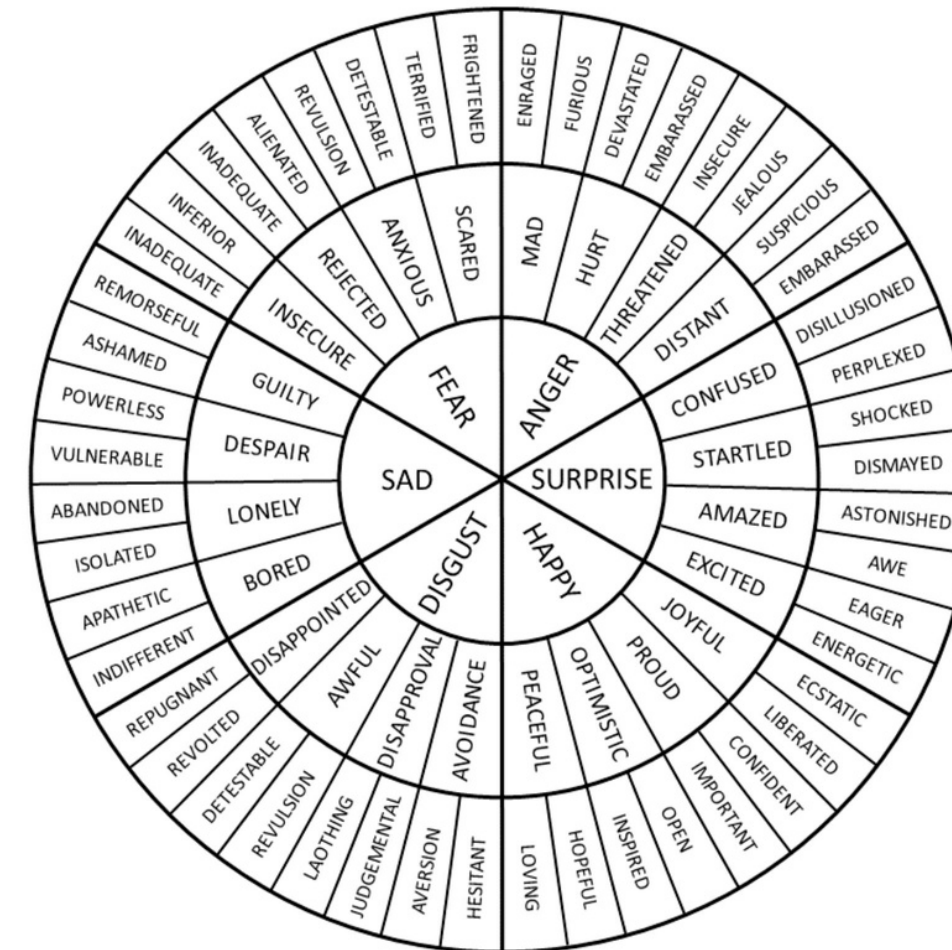 FEAR
ANGER
SURPRISE
HAPPY
DISGUST
SAD
MAD
HURT
THREATENED
DISTANT
CONFUSED
STARTLED
AMAZED
EXCITED
JOYFUL
PROUD
OPTIMISTIC
PEACEFUL
AVOIDANCE
DISAPPROVAL
AWFUL
DISAPPOINTED
BORED
LONELY
DESPAIR
GUILTY
INSECURE
REJECTED
ANXIOUS
SCARED
ENRAGED
FURIOUS
DEVASTATED
EMBARASSED
INSECURE
JEALOUS
SUSPICIOUS
EMBARASSED
DISILLUSIONED
PERPLEXED
SHOCKED
DISMAYED
ASTONISHED
AWE
EAGER
ENERGETIC
ECSTATIC
LIBERATED
CONFIDENT
IMPORTANT
OPEN
INSPIRED
HOPEFUL
LOVING
HESITANT
AVERSION
JUDGEMENTAL
LAOTHING
REVULSION
DETESTABLE
REVOLTED
REPUGNANT
INDIFFERENT
APATHETIC
ISOLATED
ABANDONED
VULNERABLE
POWERLESS
ASHAMED
REMORSEFUL
INADEQUATE
INFERIOR
INADEQUATE
ALIENATED
REVULSION
DETESTABLE
TERRIFIED
FRIGHTENED